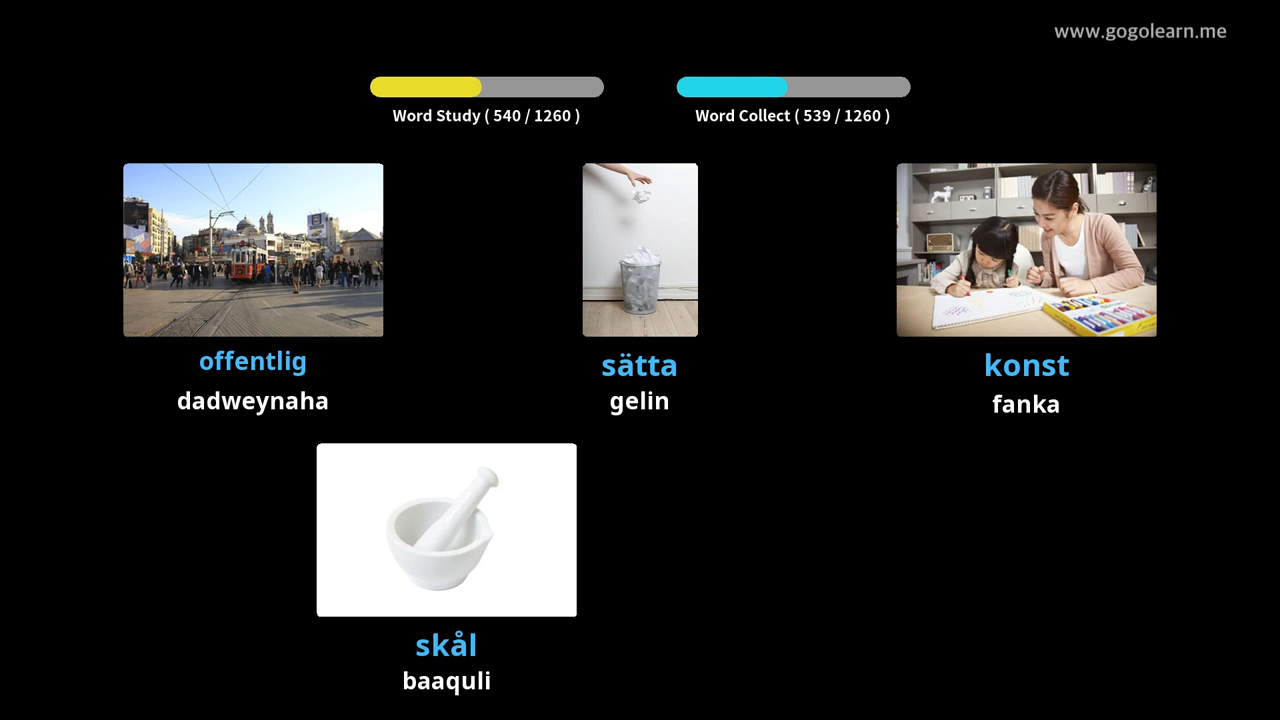 www.gogolearn.me
Word Study ( 540 / 1260 )
Word Collect ( 539 / 1260 )
offentlig
dadweynaha
sätta
gelin
konst
fanka
skål
baaquli